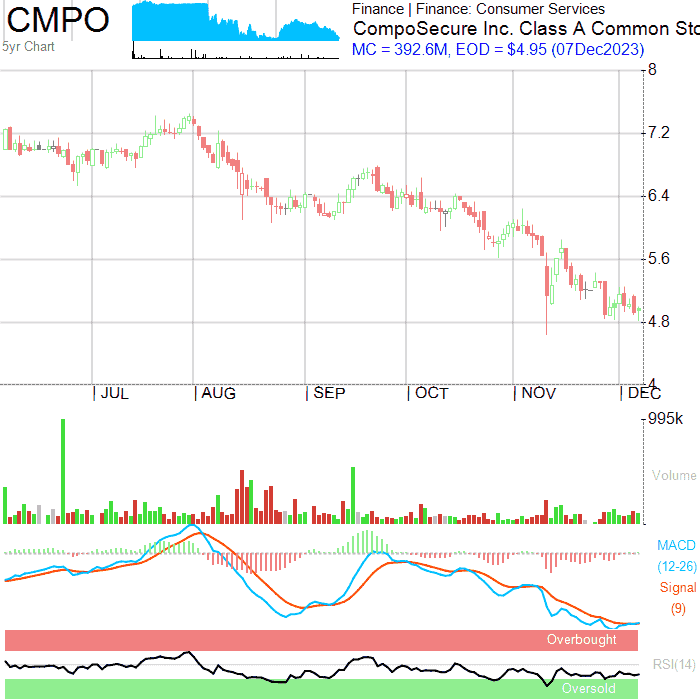 CMPO
5yr Chart
Finance | Finance: Consumer Services
CompoSecure Inc. Class A Common Sto
MC = 392.6M, EOD = $4.95 (07Dec2023)
8
7.2
6.4
5.6
4.8
4
JUL AUG SEP OCT NOV DEC
995k
Volume
MACD
(12-26)
Signal
(9)
Overbought
RSI(14)
Oversold